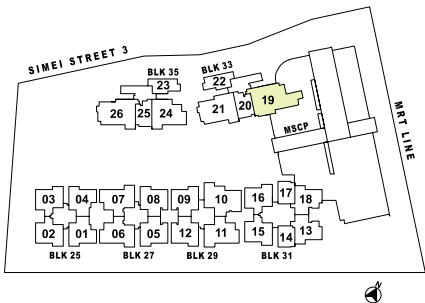 SIMEI STREET 3
BLK 35
BLK 33
23
22
19
26
25
24
21
20
MSCP
MRT LINE
03
04
07
08
09
10
16
17
18
02
01
06
05
12
11
15
14
13
BLK 25
BLK 27
BLK 29
BLK 31
N